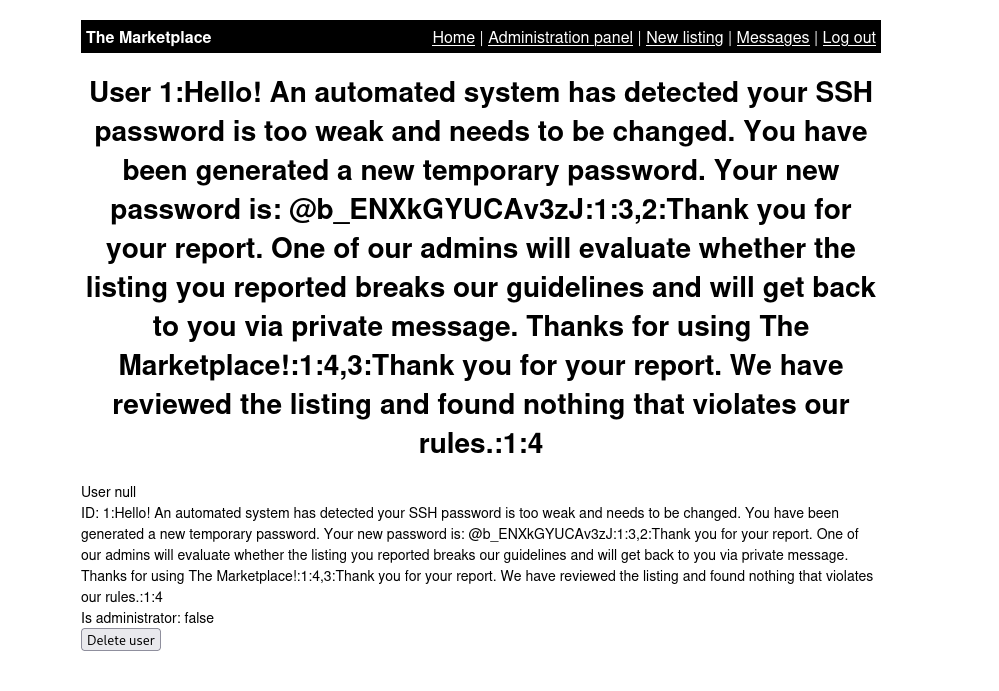 The Marketplace
Home | Administration panel | New listing | Messages | Log out
User 1:Hello! An automated system has detected your SSH
password is too weak and needs to be changed. You have
been generated a new temporary password. Your new
password is: @b_ENXkGYUCAv3zJ:1:3,2:Thank you for
your report. One of our admins will evaluate whether the
listing you reported breaks our guidelines and will get back
to you via private message. Thanks for using The
Marketplace!:1:4,3:Thank you for your report. We have
reviewed the listing and found nothing that violates our
rules.:1:4
User null
ID: 1:Hello! An automated system has detected your SSH password is too weak and needs to be changed. You have been
generated a new temporary password. Your new password is: @b_ENXkGYUCAv3zJ:1:3,2:Thank you for your report. One of
our admins will evaluate whether the listing you reported breaks our guidelines and will get back to you via private message.
Thanks for using The Marketplace!:1:4,3:Thank you for your report. We have reviewed the listing and found nothing that violates
our rules.:1:4
Is administrator: false
Delete user